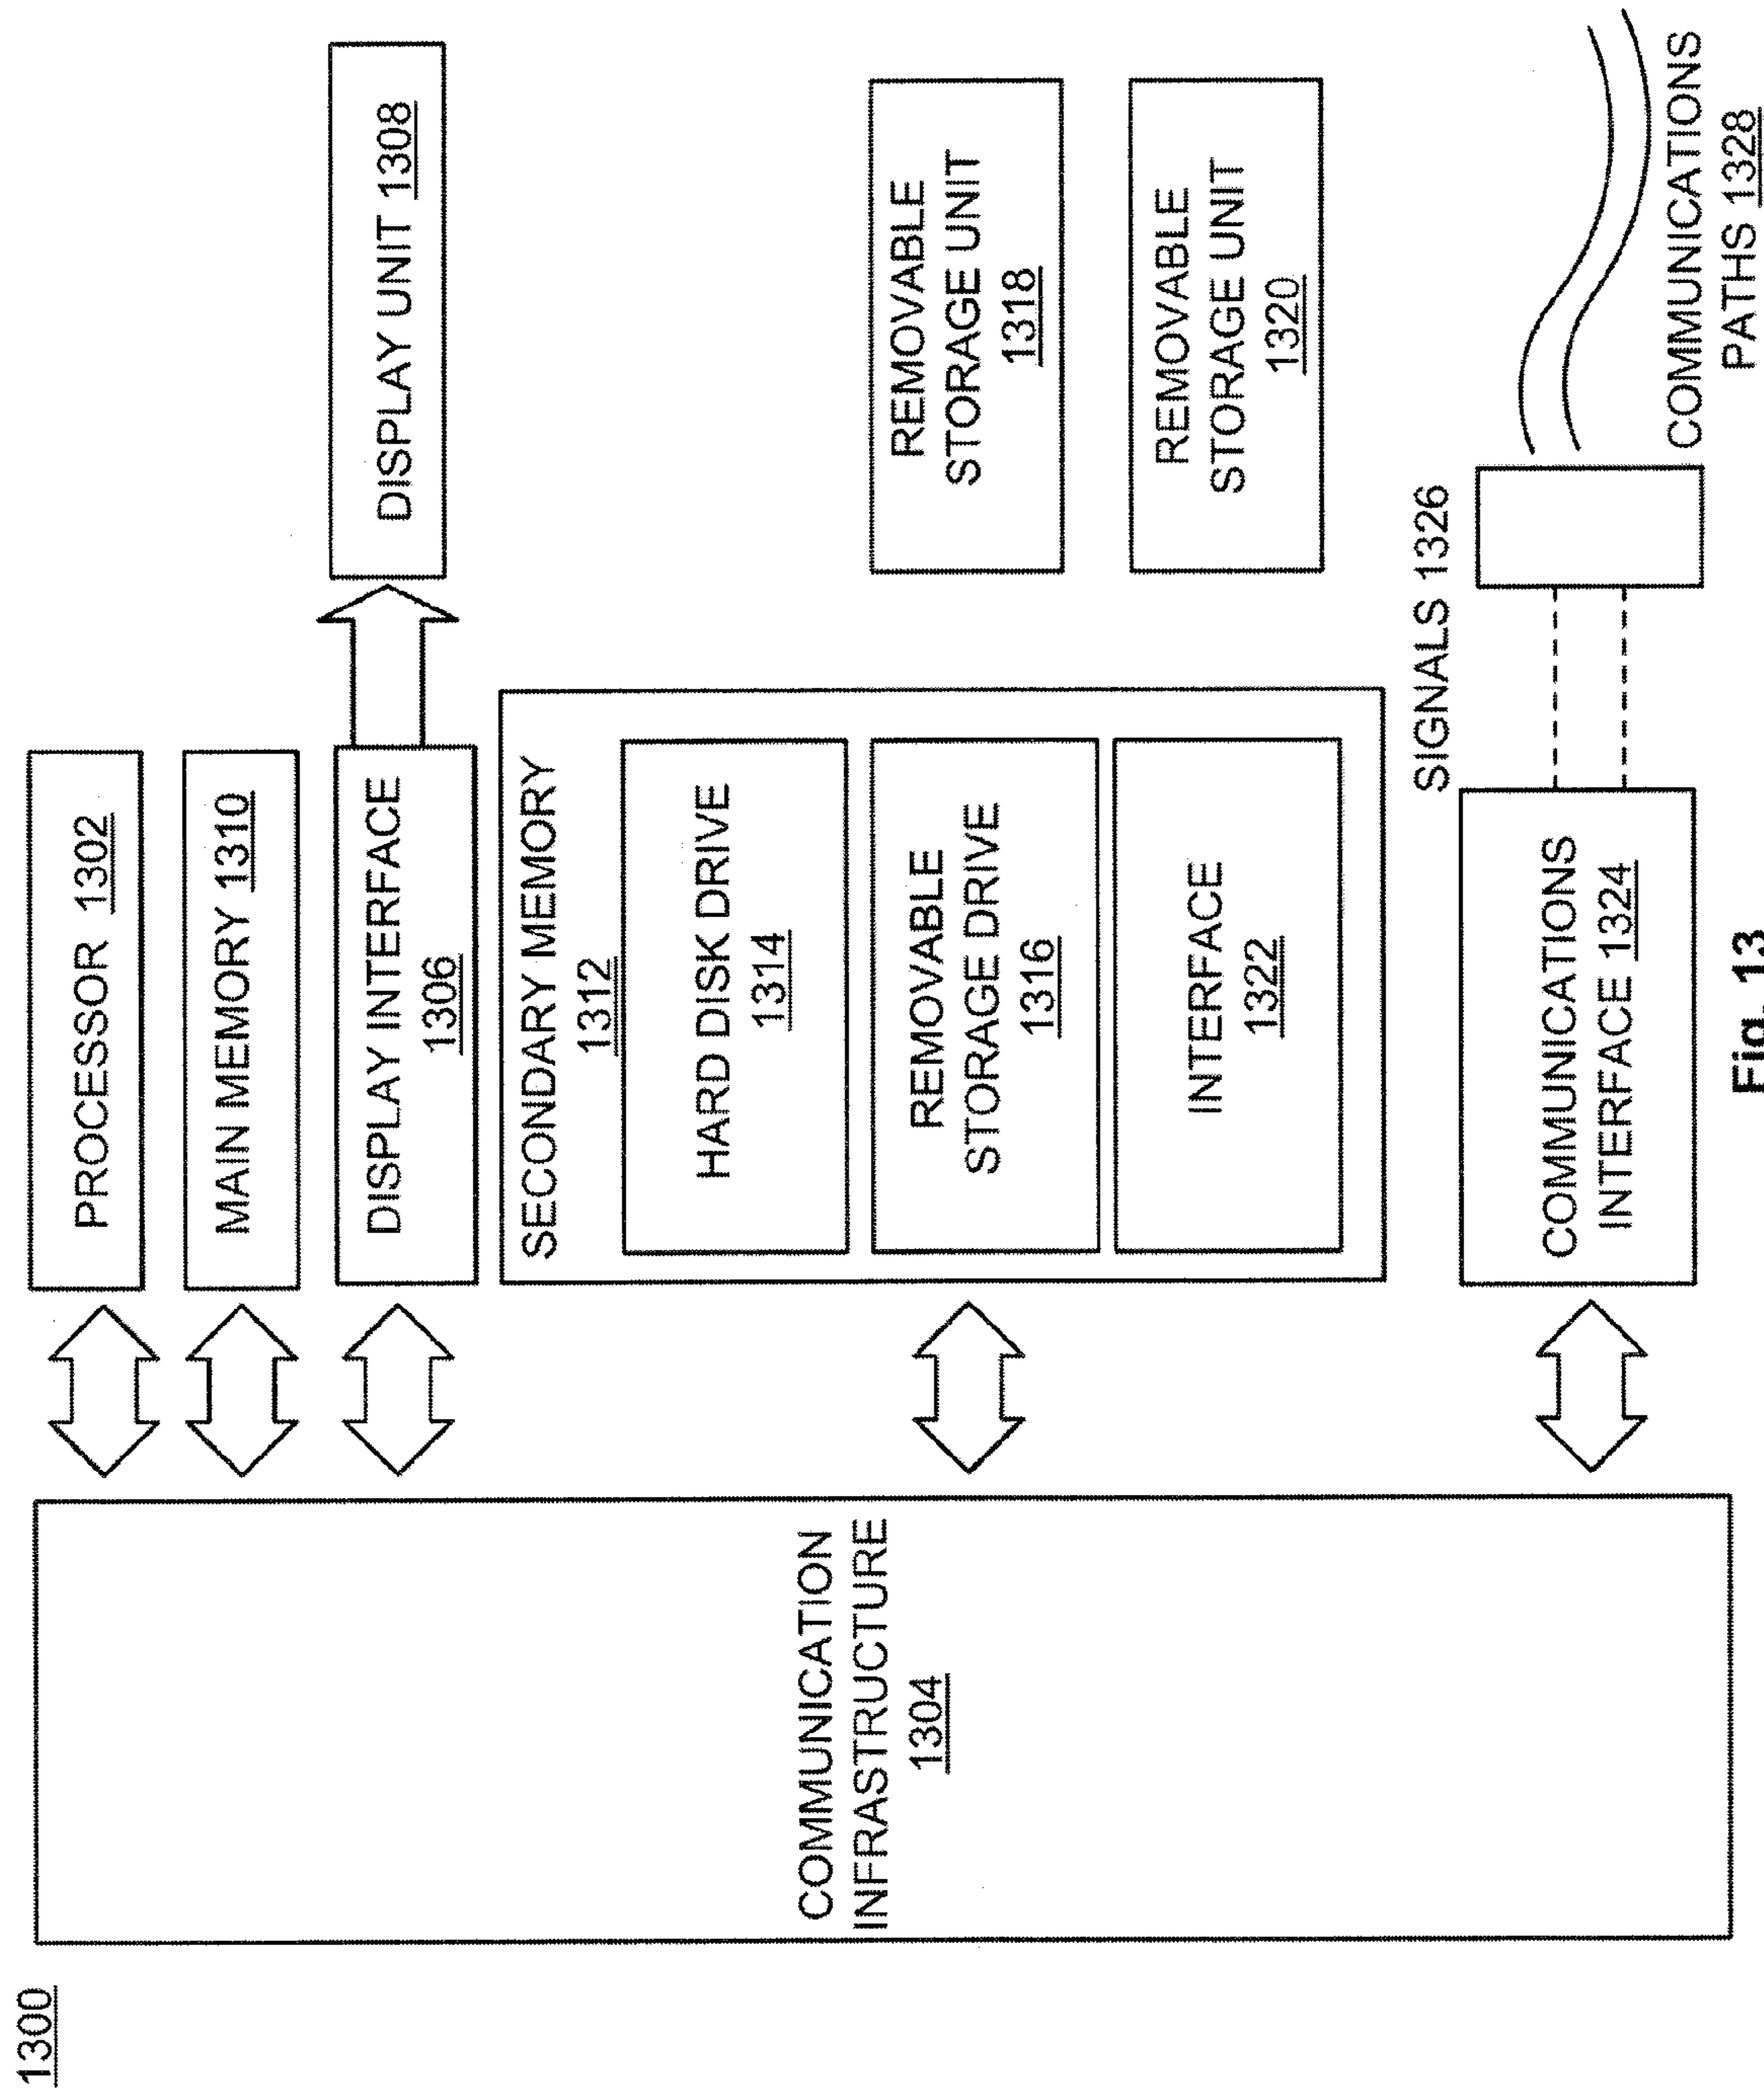 1300
COMMUNICATION
INFRASTRUCTURE
1304
PROCESSOR 1302
MAIN MEMORY 1310
DISPLAY INTERFACE
1306
DISPLAY UNIT 1308
SECONDARY MEMORY
1312
HARD DISK DRIVE
1314
REMOVABLE
STORAGE DRIVE
1316
INTERFACE
1322
REMOVABLE
STORAGE UNIT
1318
REMOVABLE
STORAGE UNIT
1320
SIGNALS 1326
COMMUNICATIONS
INTERFACE 1324
COMMUNICATIONS
PATHS 1328
Fig. 13